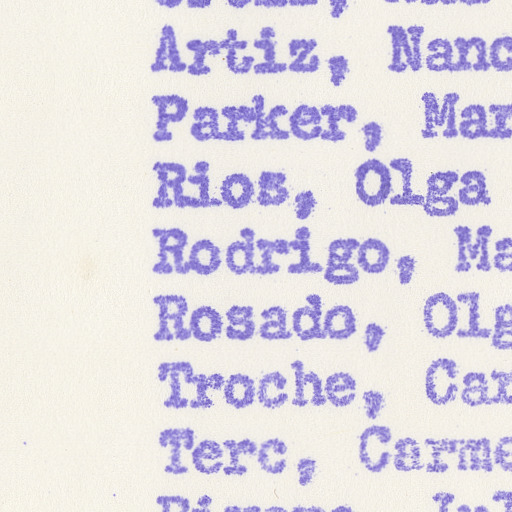 Artiz, Nanc
Parker, Mar
Rios, Olga
Rodrigo, Ma
Rosado, Olg
Troche, Car
Terc, Carme